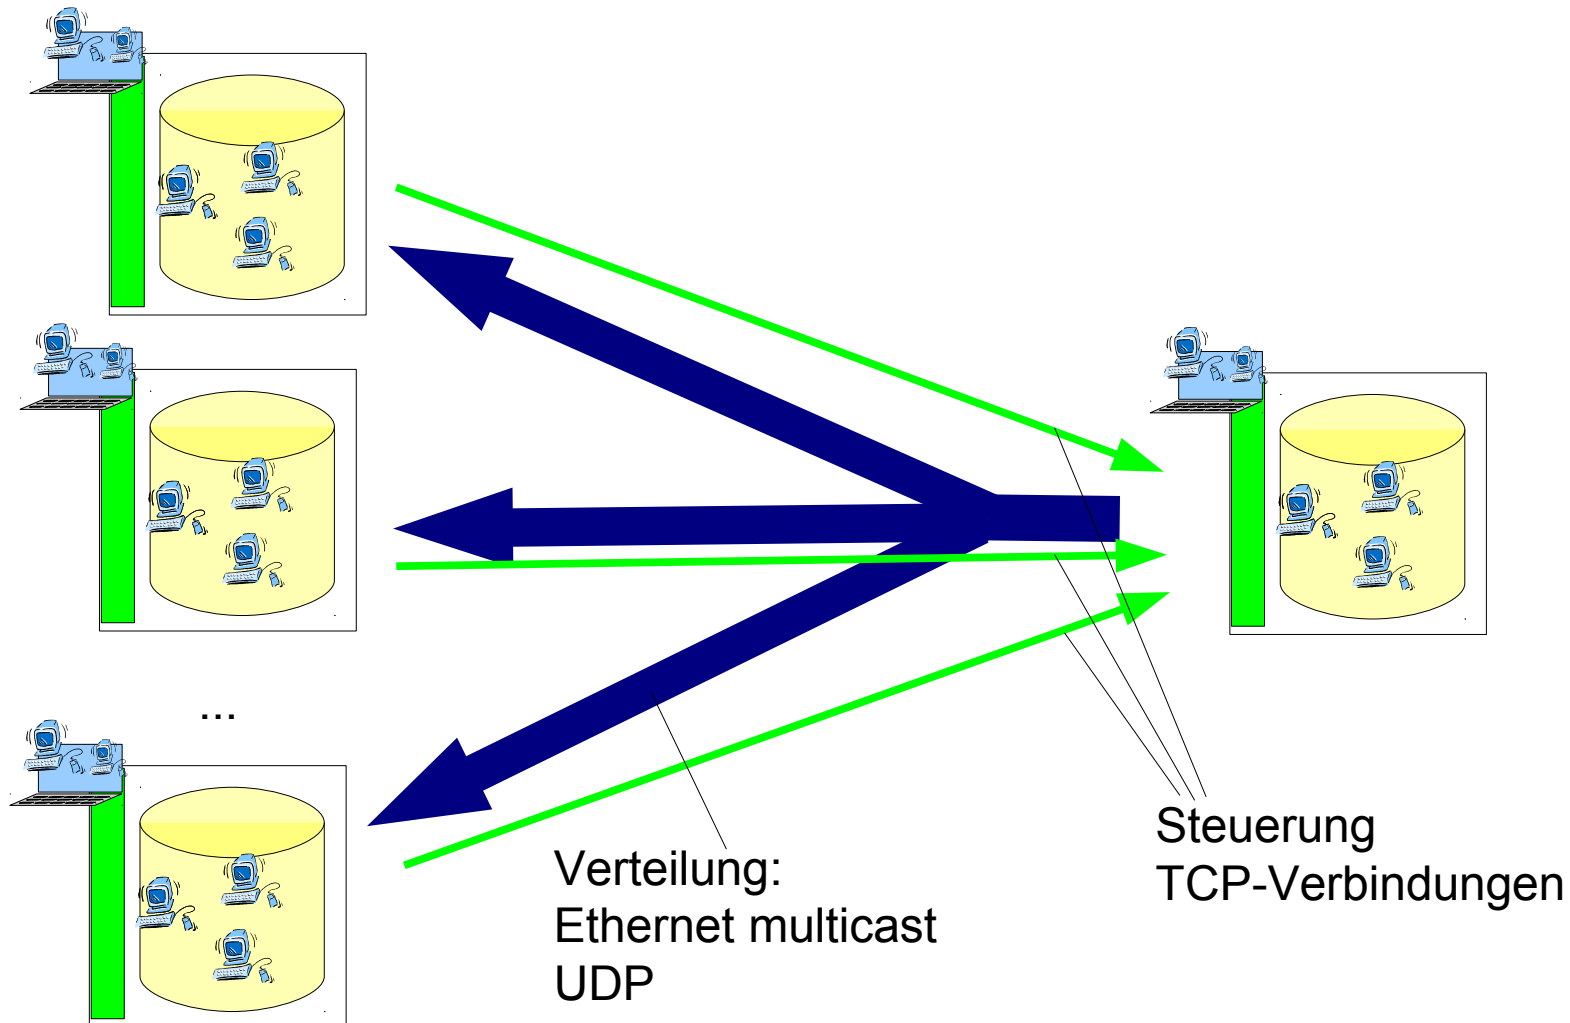 ...
Verteilung:
Ethernet multicast
UDP
Steuerung
TCP-Verbindungen